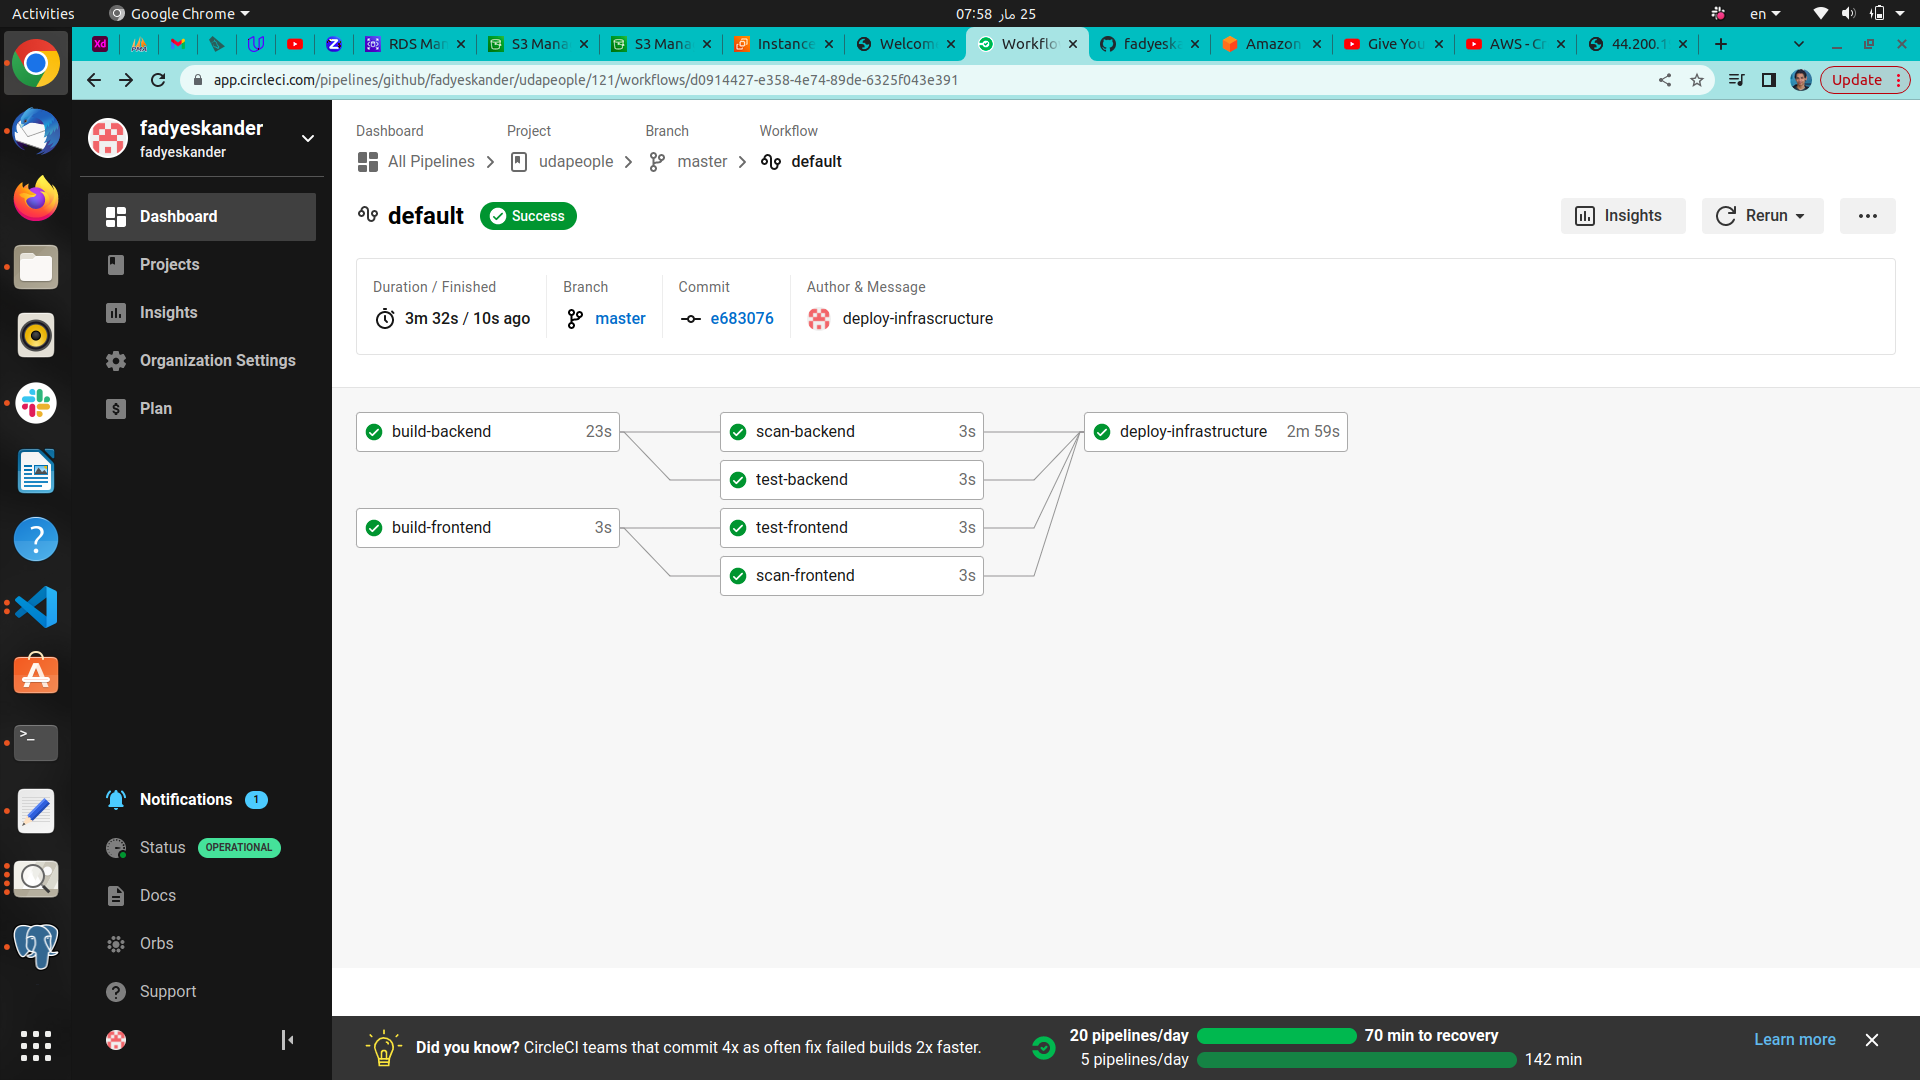 Activities
Google Chrome
25 مار 07:58
en
RDS Man
S3 Mana
S3 Mana
Instance
Welcom
Workflo
fadyeska
Amazon
Give You
AWS - Cr
44.200.1
app.circleci.com/pipelines/github/fadyeskander/udapeople/121/workflows/d0914427-e358-4e74-89de-6325f043e391
Update
fadyeskander
fadyeskander
Dashboard
Projects
Insights
Organization Settings
Plan
Notifications 1
Status OPERATIONAL
Docs
Orbs
Support
Dashboard Project Branch Workflow
All Pipelines udapeople master default
default Success
Insights Rerun
Duration / Finished Branch Commit Author & Message
3m 32s / 10s ago master e683076 deploy-infrascructure
build-backend 23s scan-backend 3s deploy-infrastructure 2m 59s
test-backend 3s
build-frontend 3s test-frontend 3s
scan-frontend 3s
Did you know? CircleCI teams that commit 4x as often fix failed builds 2x faster.
20 pipelines/day 70 min to recovery
5 pipelines/day 142 min
Learn more